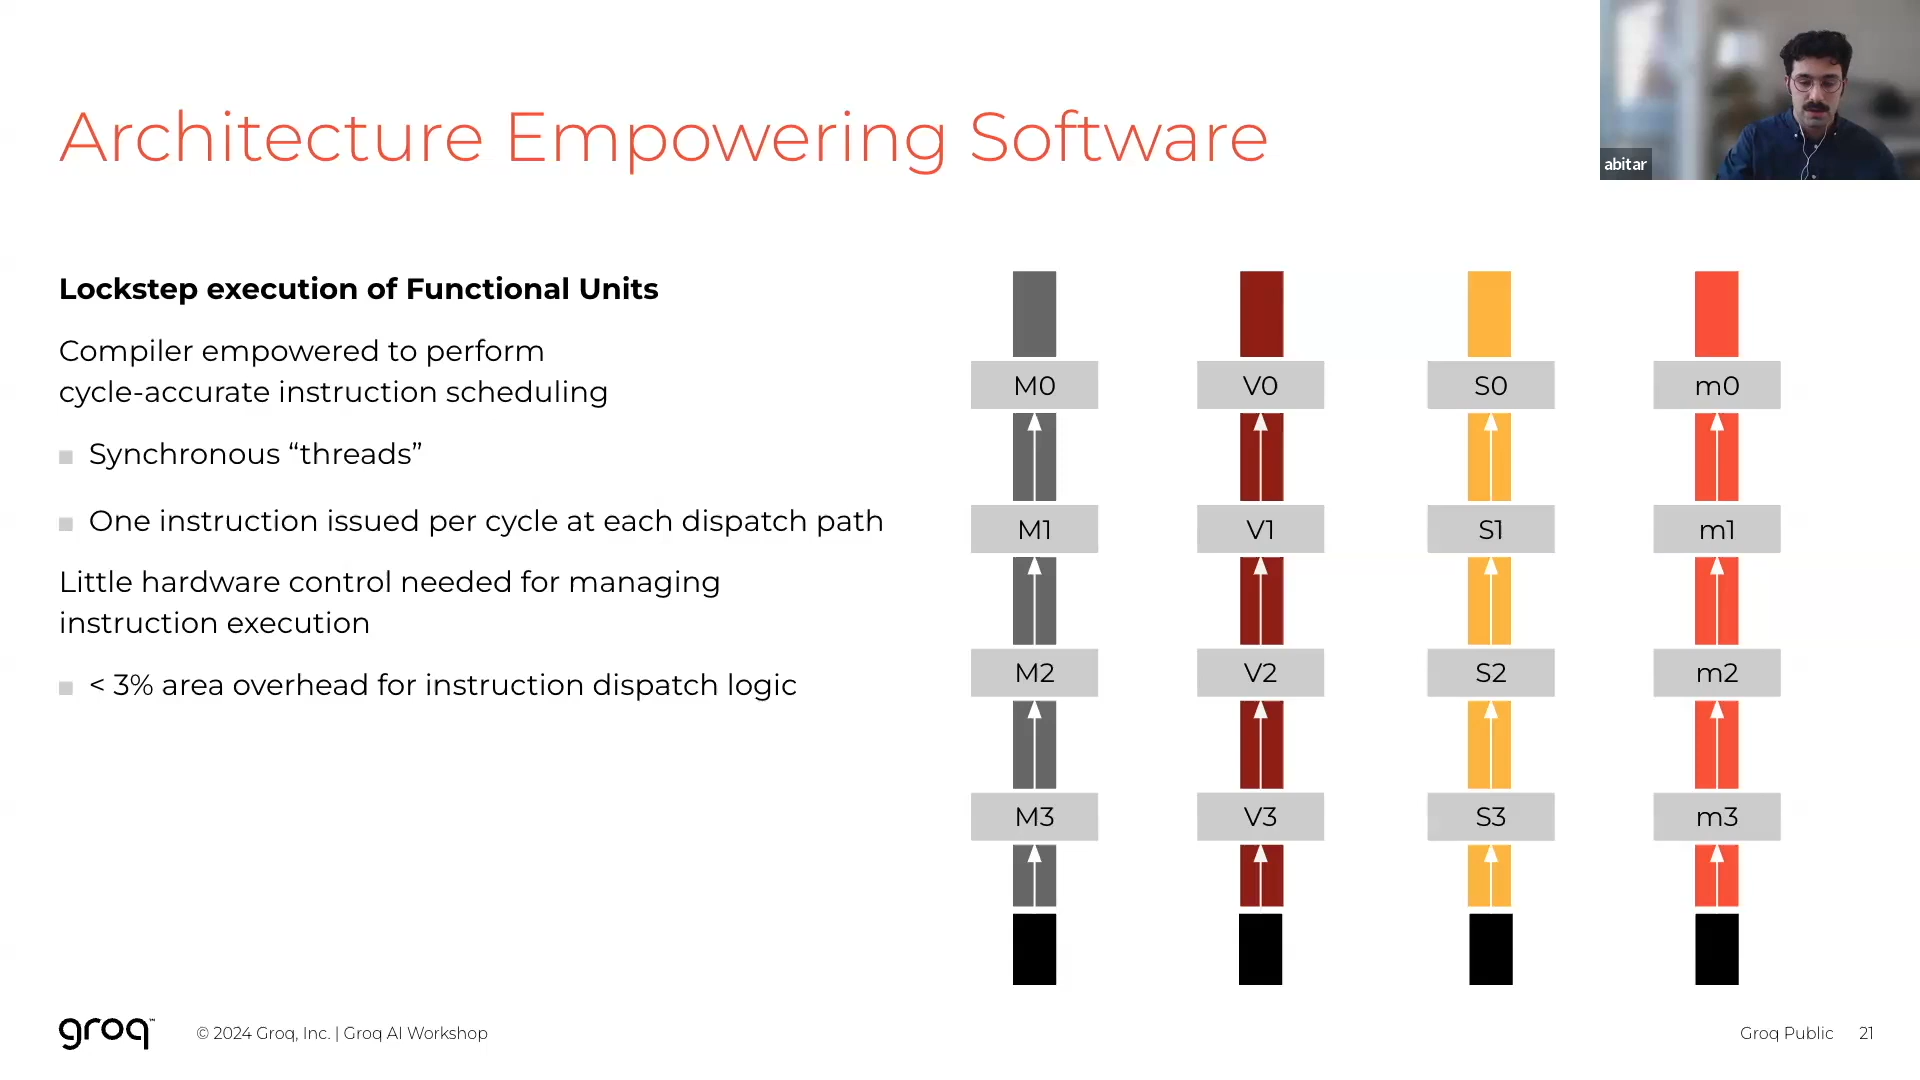 Architecture Empowering Software
abitar
Lockstep execution of Functional Units
Compiler empowered to perform
cycle-accurate instruction scheduling
Synchronous “threads”
One instruction issued per cycle at each dispatch path
Little hardware control needed for managing
instruction execution
< 3% area overhead for instruction dispatch logic
M0 V0 S0 m0
M1 V1 S1 m1
M2 V2 S2 m2
M3 V3 S3 m3
groq™ © 2024 Groq, Inc. | Groq AI Workshop Groq Public 21